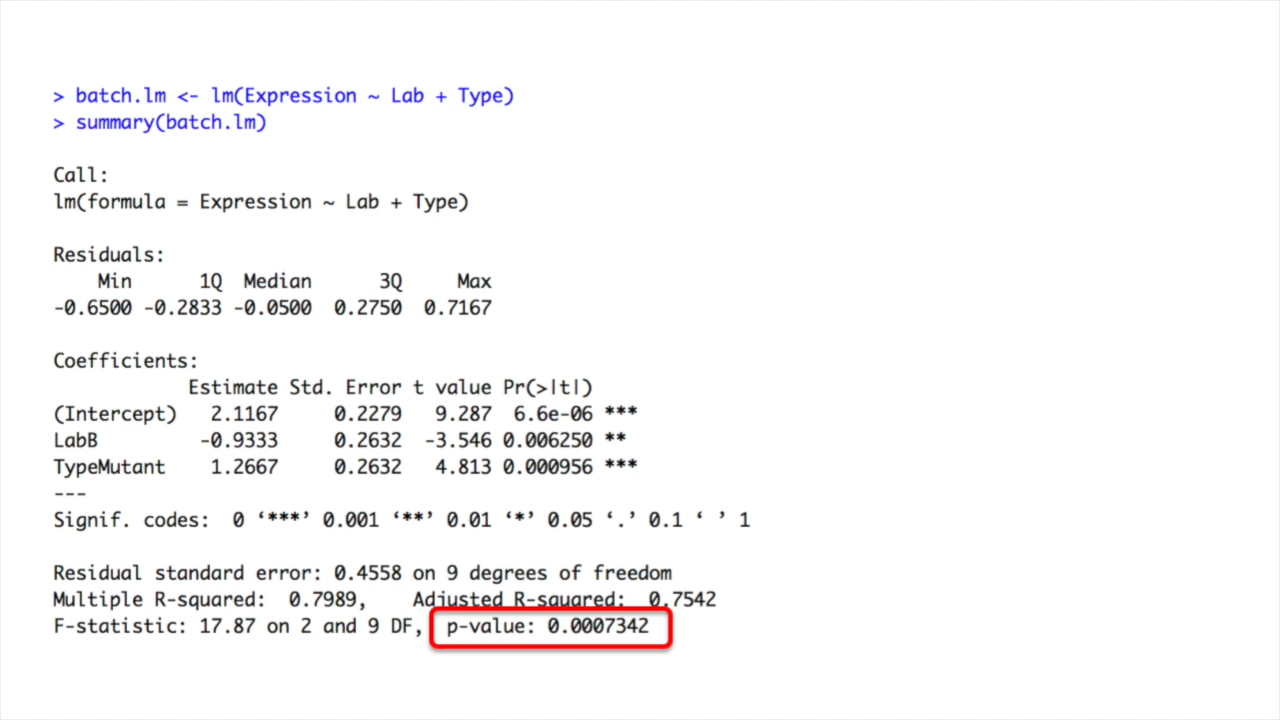 > batch.lm <- lm(Expression ~ Lab + Type)
> summary(batch.lm)
Call:
lm(formula = Expression ~ Lab + Type)
Residuals:
Min 1Q Median 3Q Max
-0.6500 -0.2833 -0.0500 0.2750 0.7167
Coefficients:
Estimate Std. Error t value Pr(>|t|)
(Intercept) 2.1167 0.2279 9.287 6.6e-06 ***
LabB -0.9333 0.2632 -3.546 0.006250 **
TypeMutant 1.2667 0.2632 4.813 0.000956 ***
---
Signif. codes: 0 ‘***’ 0.001 ‘**’ 0.01 ‘*’ 0.05 ‘.’ 0.1 ‘ ’ 1
Residual standard error: 0.4558 on 9 degrees of freedom
Multiple R-squared: 0.7989, Adjusted R-squared: 0.7542
F-statistic: 17.87 on 2 and 9 DF, p-value: 0.0007342